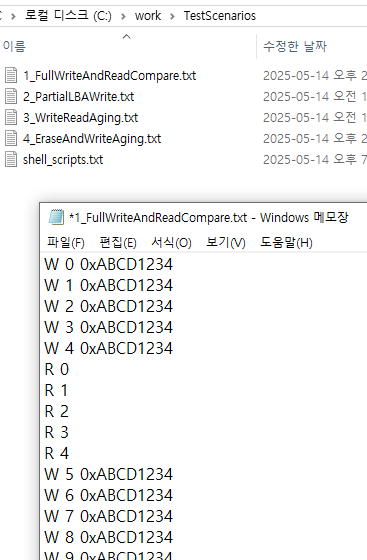 로컬 디스크 (C:) > work > TestScenarios
이름 수정한 날짜
1_FullWriteAndReadCompare.txt 2025-05-14 오후 2
2_PartialLBAWrite.txt 2025-05-14 오전 1
3_WriteReadAging.txt 2025-05-14 오전 1
4_EraseAndWriteAging.txt 2025-05-14 오후 2
shell_scripts.txt 2025-05-14 오후 7
*1_FullWriteAndReadCompare.txt - Windows 메모장
파일(F) 편집(E) 서식(O) 보기(V) 도움말(H)
W 0 0xABCD1234
W 1 0xABCD1234
W 2 0xABCD1234
W 3 0xABCD1234
W 4 0xABCD1234
R 0
R 1
R 2
R 3
R 4
W 5 0xABCD1234
W 6 0xABCD1234
W 7 0xABCD1234
W 8 0xABCD1234
W 9 0xABCD1234